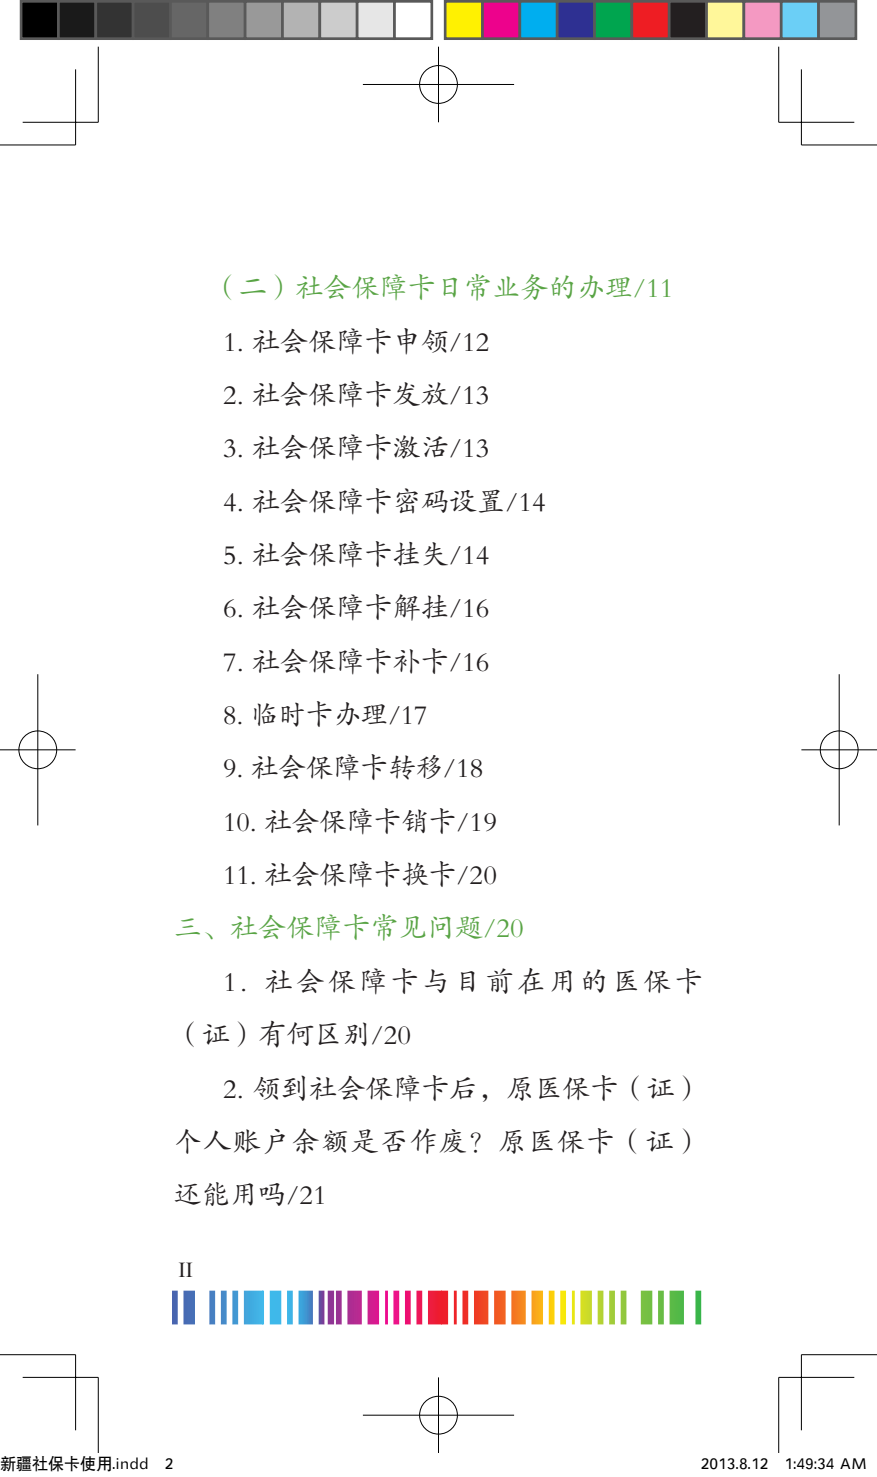 （二）社会保障卡日常业务的办理/11
1. 社会保障卡申领/12
2. 社会保障卡发放/13
3. 社会保障卡激活/13
4. 社会保障卡密码设置/14
5. 社会保障卡挂失/14
6. 社会保障卡解挂/16
7. 社会保障卡补卡/16
8. 临时卡办理/17
9. 社会保障卡转移/18
10. 社会保障卡销卡/19
11. 社会保障卡换卡/20
三、社会保障卡常见问题/20
1. 社会保障卡与目前在用的医保卡
（证）有何区别/20
2. 领到社会保障卡后，原医保卡（证）
个人账户余额是否作废？原医保卡（证）
还能用吗/21
II
新疆社保卡使用.indd 2 2013.8.12 1:49:34 AM